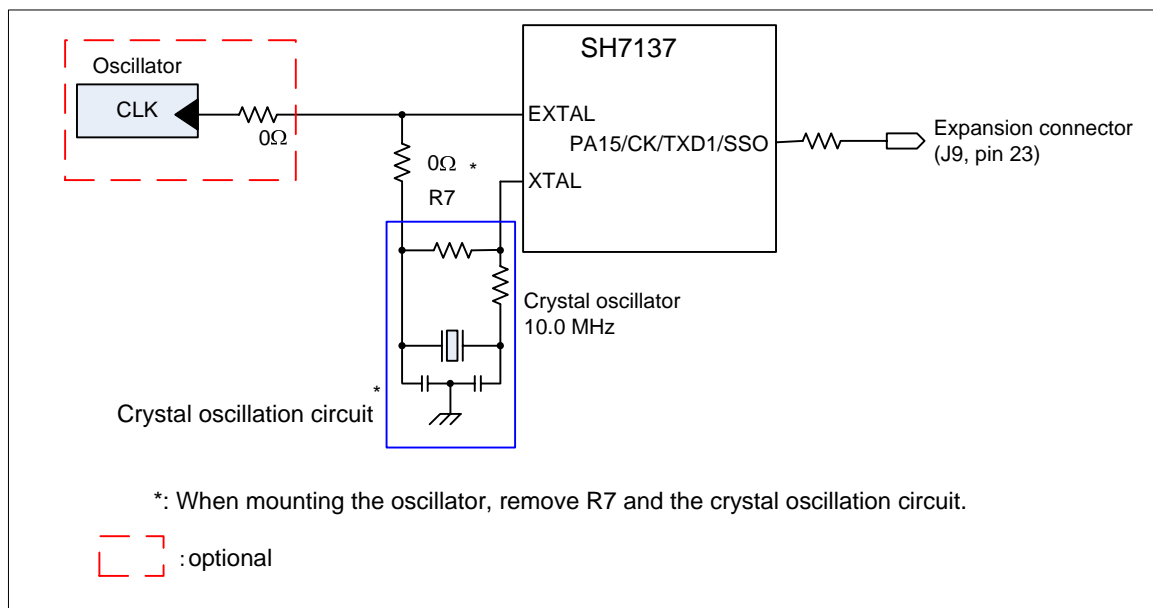 SH7137
Oscillator
CLK
0Ω
EXTAL
PA15/CK/TXD1/SSO
Expansion connector
(J9, pin 23)
0Ω *
R7
XTAL
Crystal oscillator
10.0 MHz
Crystal oscillation circuit *
*: When mounting the oscillator, remove R7 and the crystal oscillation circuit.
: optional